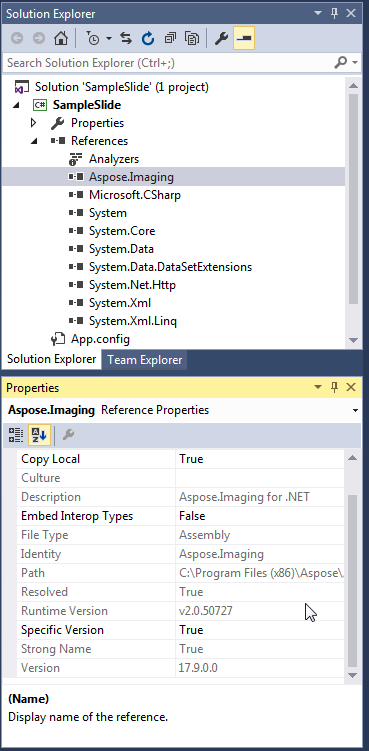 Solution Explorer
Search Solution Explorer (Ctrl+;)
Solution 'SampleSlide' (1 project)
C# SampleSlide
Properties
References
Analyzers
Aspose.Imaging
Microsoft.CSharp
System
System.Core
System.Data
System.Data.DataSetExtensions
System.Net.Http
System.Xml
System.Xml.Linq
App.config
Solution Explorer Team Explorer
Properties
Aspose.Imaging Reference Properties
Copy Local True
Culture
Description Aspose.Imaging for .NET
Embed Interop Types False
File Type Assembly
Identity Aspose.Imaging
Path C:\Program Files (x86)\Aspose\
Resolved True
Runtime Version v2.0.50727
Specific Version True
Strong Name True
Version 17.9.0.0
(Name)
Display name of the reference.